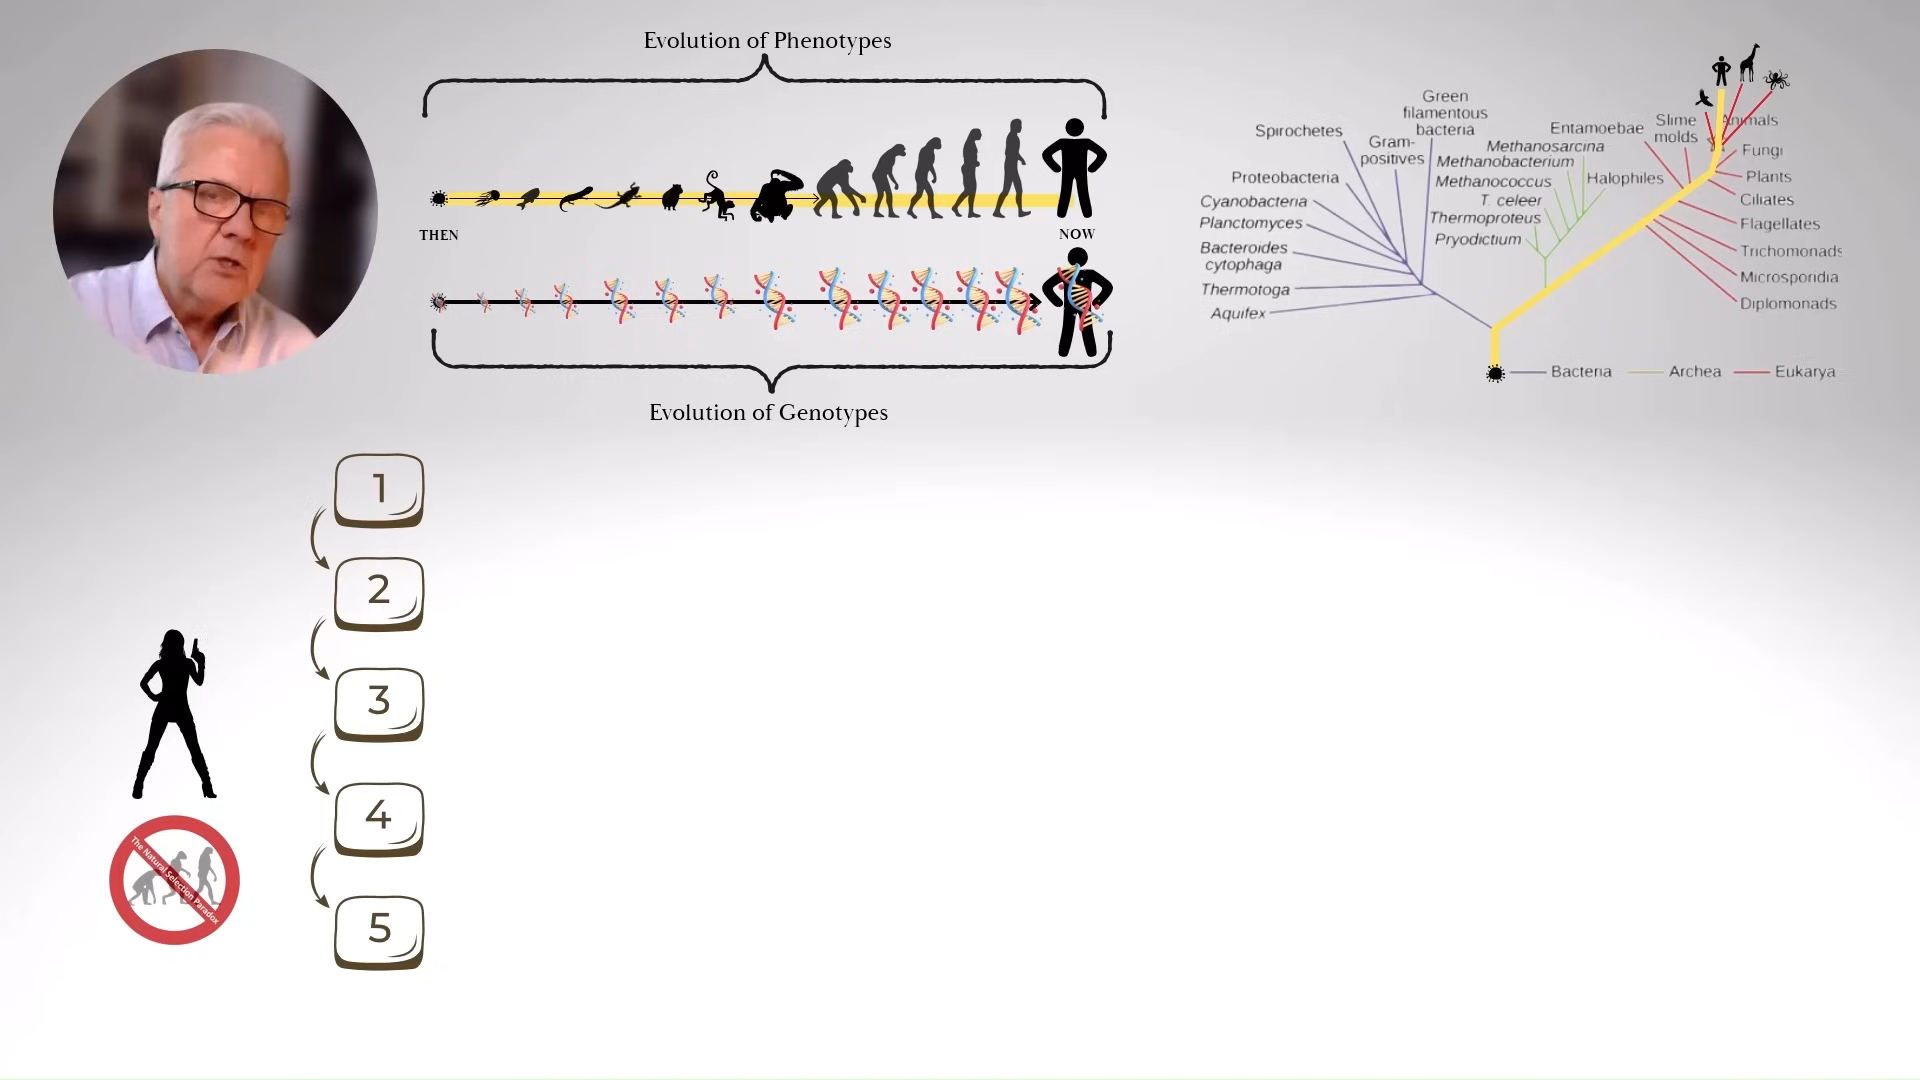 Evolution of Phenotypes
THEN
NOW
Evolution of Genotypes
Spirochetes
Green
filamentous
bacteria
Gram-
positives
Proteobacteria
Cyanobacteria
Planctomyces
Bacteroides
cytophaga
Thermotoga
Aquifex
Entamoebae
Methanosarcina
Methanobacterium
Methanococcus
Halophiles
T. celeer
Thermoproteus
Pryodictium
Slime
molds
Animals
Fungi
Plants
Ciliates
Flagellates
Trichomonads
Microsporidia
Diplomonads
Bacteria
Archea
Eukarya
1
2
3
4
5
The Natural Selection Paradox